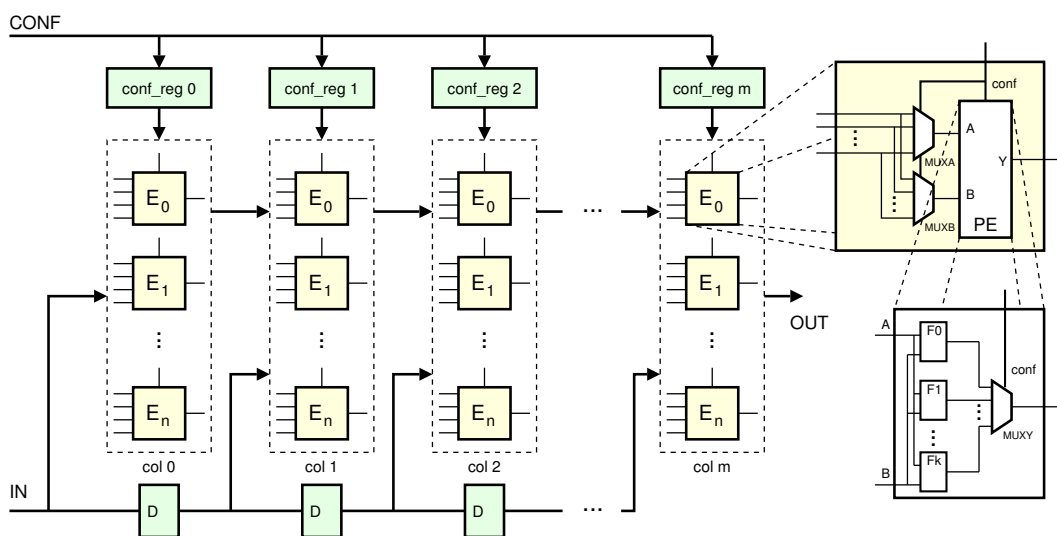 CONF
conf_reg 0
conf_reg 1
conf_reg 2
conf_reg m
E0
E0
E0
...
E0
E1
E1
E1
E1
...
...
...
...
En
En
En
En
col 0
col 1
col 2
col m
IN
D
D
D
...
OUT
conf
...
A
MUXA
Y
...
B
MUXB
PE
A
F0
conf
F1
...
MUXY
...
B
Fk